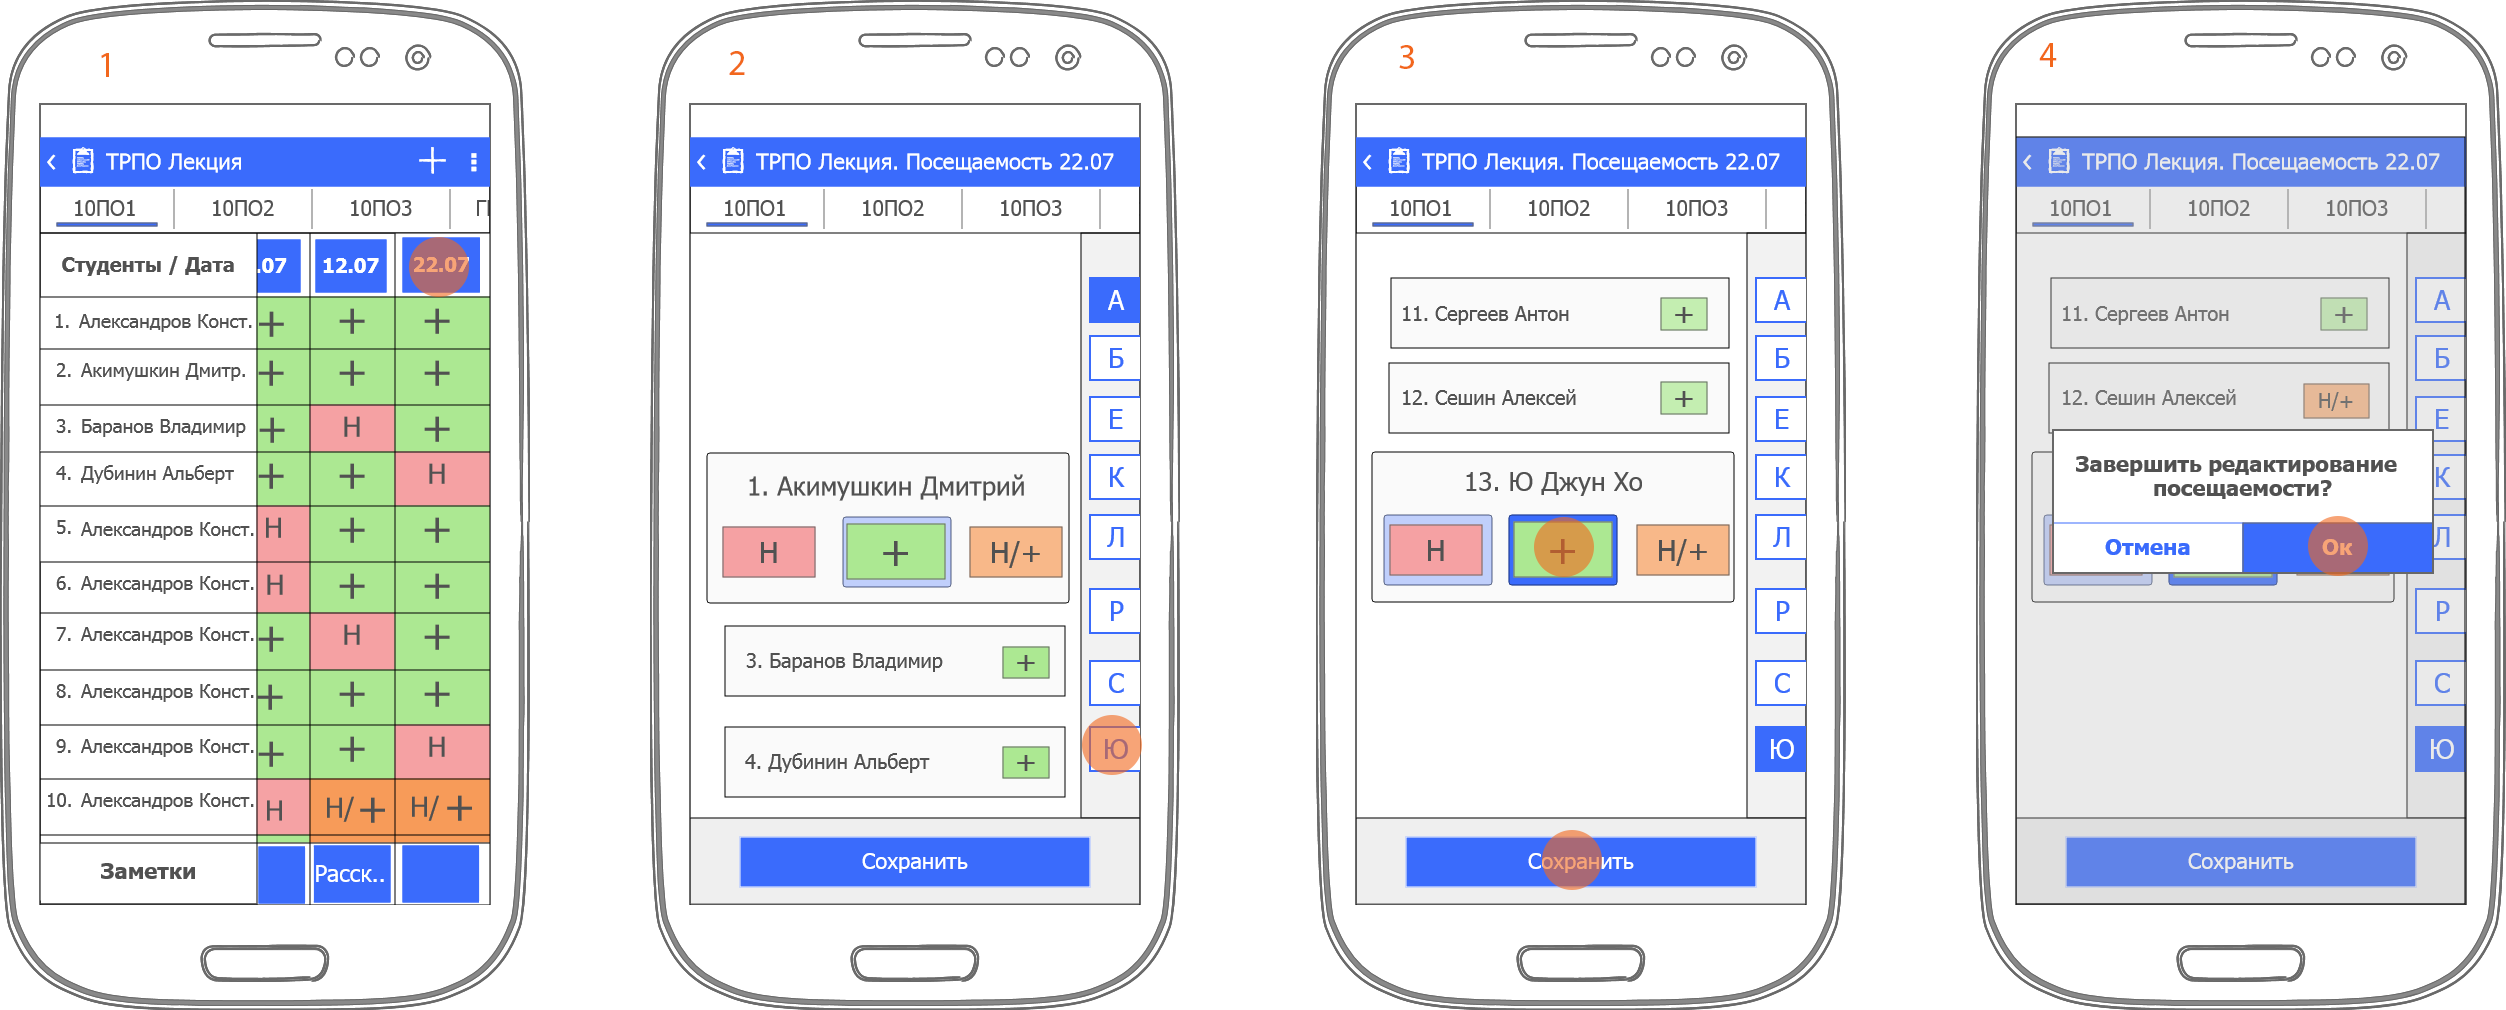 1
ТРПО Лекция
10ПО1 10ПО2 10ПО3
Студенты / Дата .07 12.07 22.07
1. Александров Конст. + + +
2. Акимушкин Дмитр. + + +
3. Баранов Владимир + Н +
4. Дубинин Альберт + + Н
5. Александров Конст. Н + +
6. Александров Конст. Н + +
7. Александров Конст. + Н +
8. Александров Конст. + + +
9. Александров Конст. + + Н
10. Александров Конст. Н Н/+ Н/+
Заметки Расск..
2
ТРПО Лекция. Посещаемость 22.07
10ПО1 10ПО2 10ПО3
1. Акимушкин Дмитрий
Н + Н/+
3. Баранов Владимир +
4. Дубинин Альберт +
А
Б
Е
К
Л
Р
С
Ю
Сохранить
3
ТРПО Лекция. Посещаемость 22.07
10ПО1 10ПО2 10ПО3
11. Сергеев Антон +
12. Сешин Алексей +
13. Ю Джун Хо
Н + Н/+
А
Б
Е
К
Л
Р
С
Ю
Сохранить
4
ТРПО Лекция. Посещаемость 22.07
10ПО1 10ПО2 10ПО3
11. Сергеев Антон +
12. Сешин Алексей Н/+
Завершить редактирование
посещаемости?
Отмена Ок
А
Б
Е
К
Л
Р
С
Ю
Сохранить